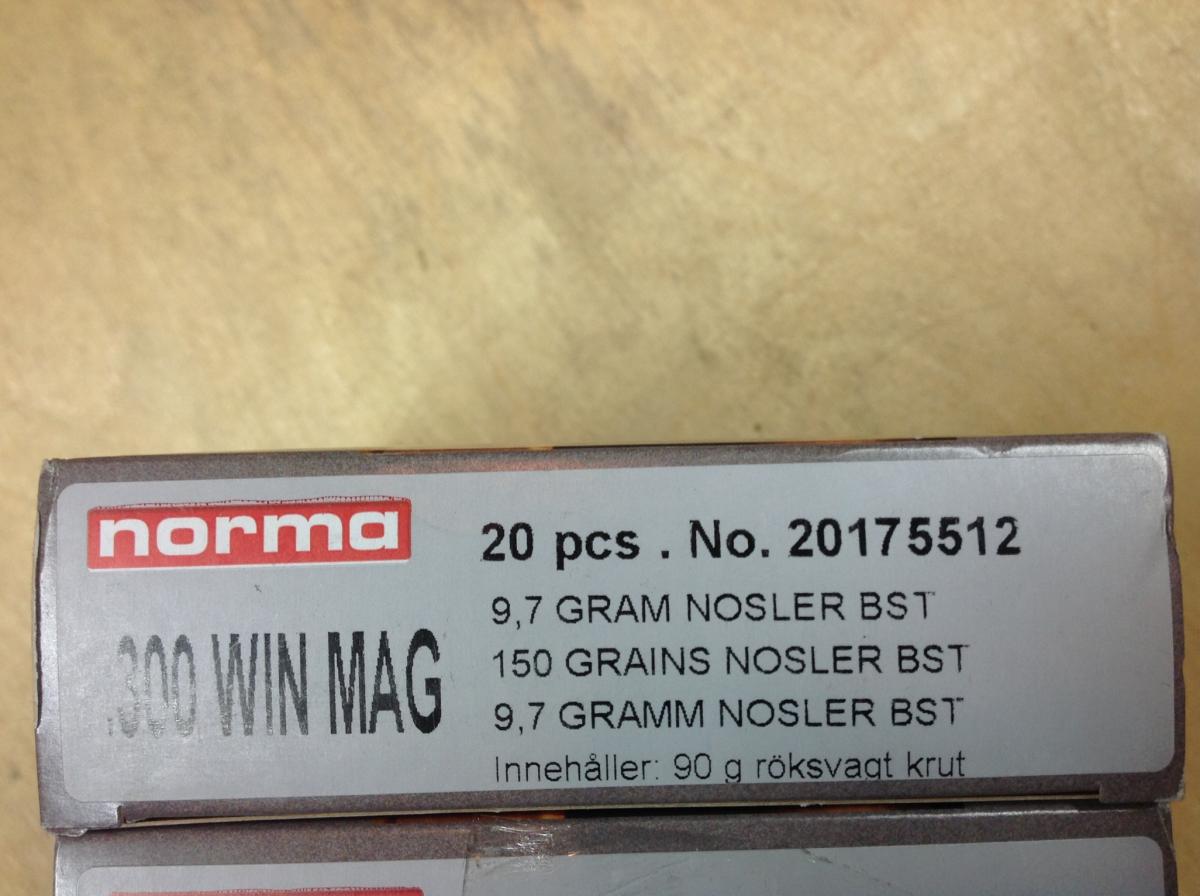 norma
.300 WIN MAG
20 pcs . No. 20175512
9,7 GRAM NOSLER BST
150 GRAINS NOSLER BST
9,7 GRAMM NOSLER BST
Innehåller: 90 g röksvagt krut